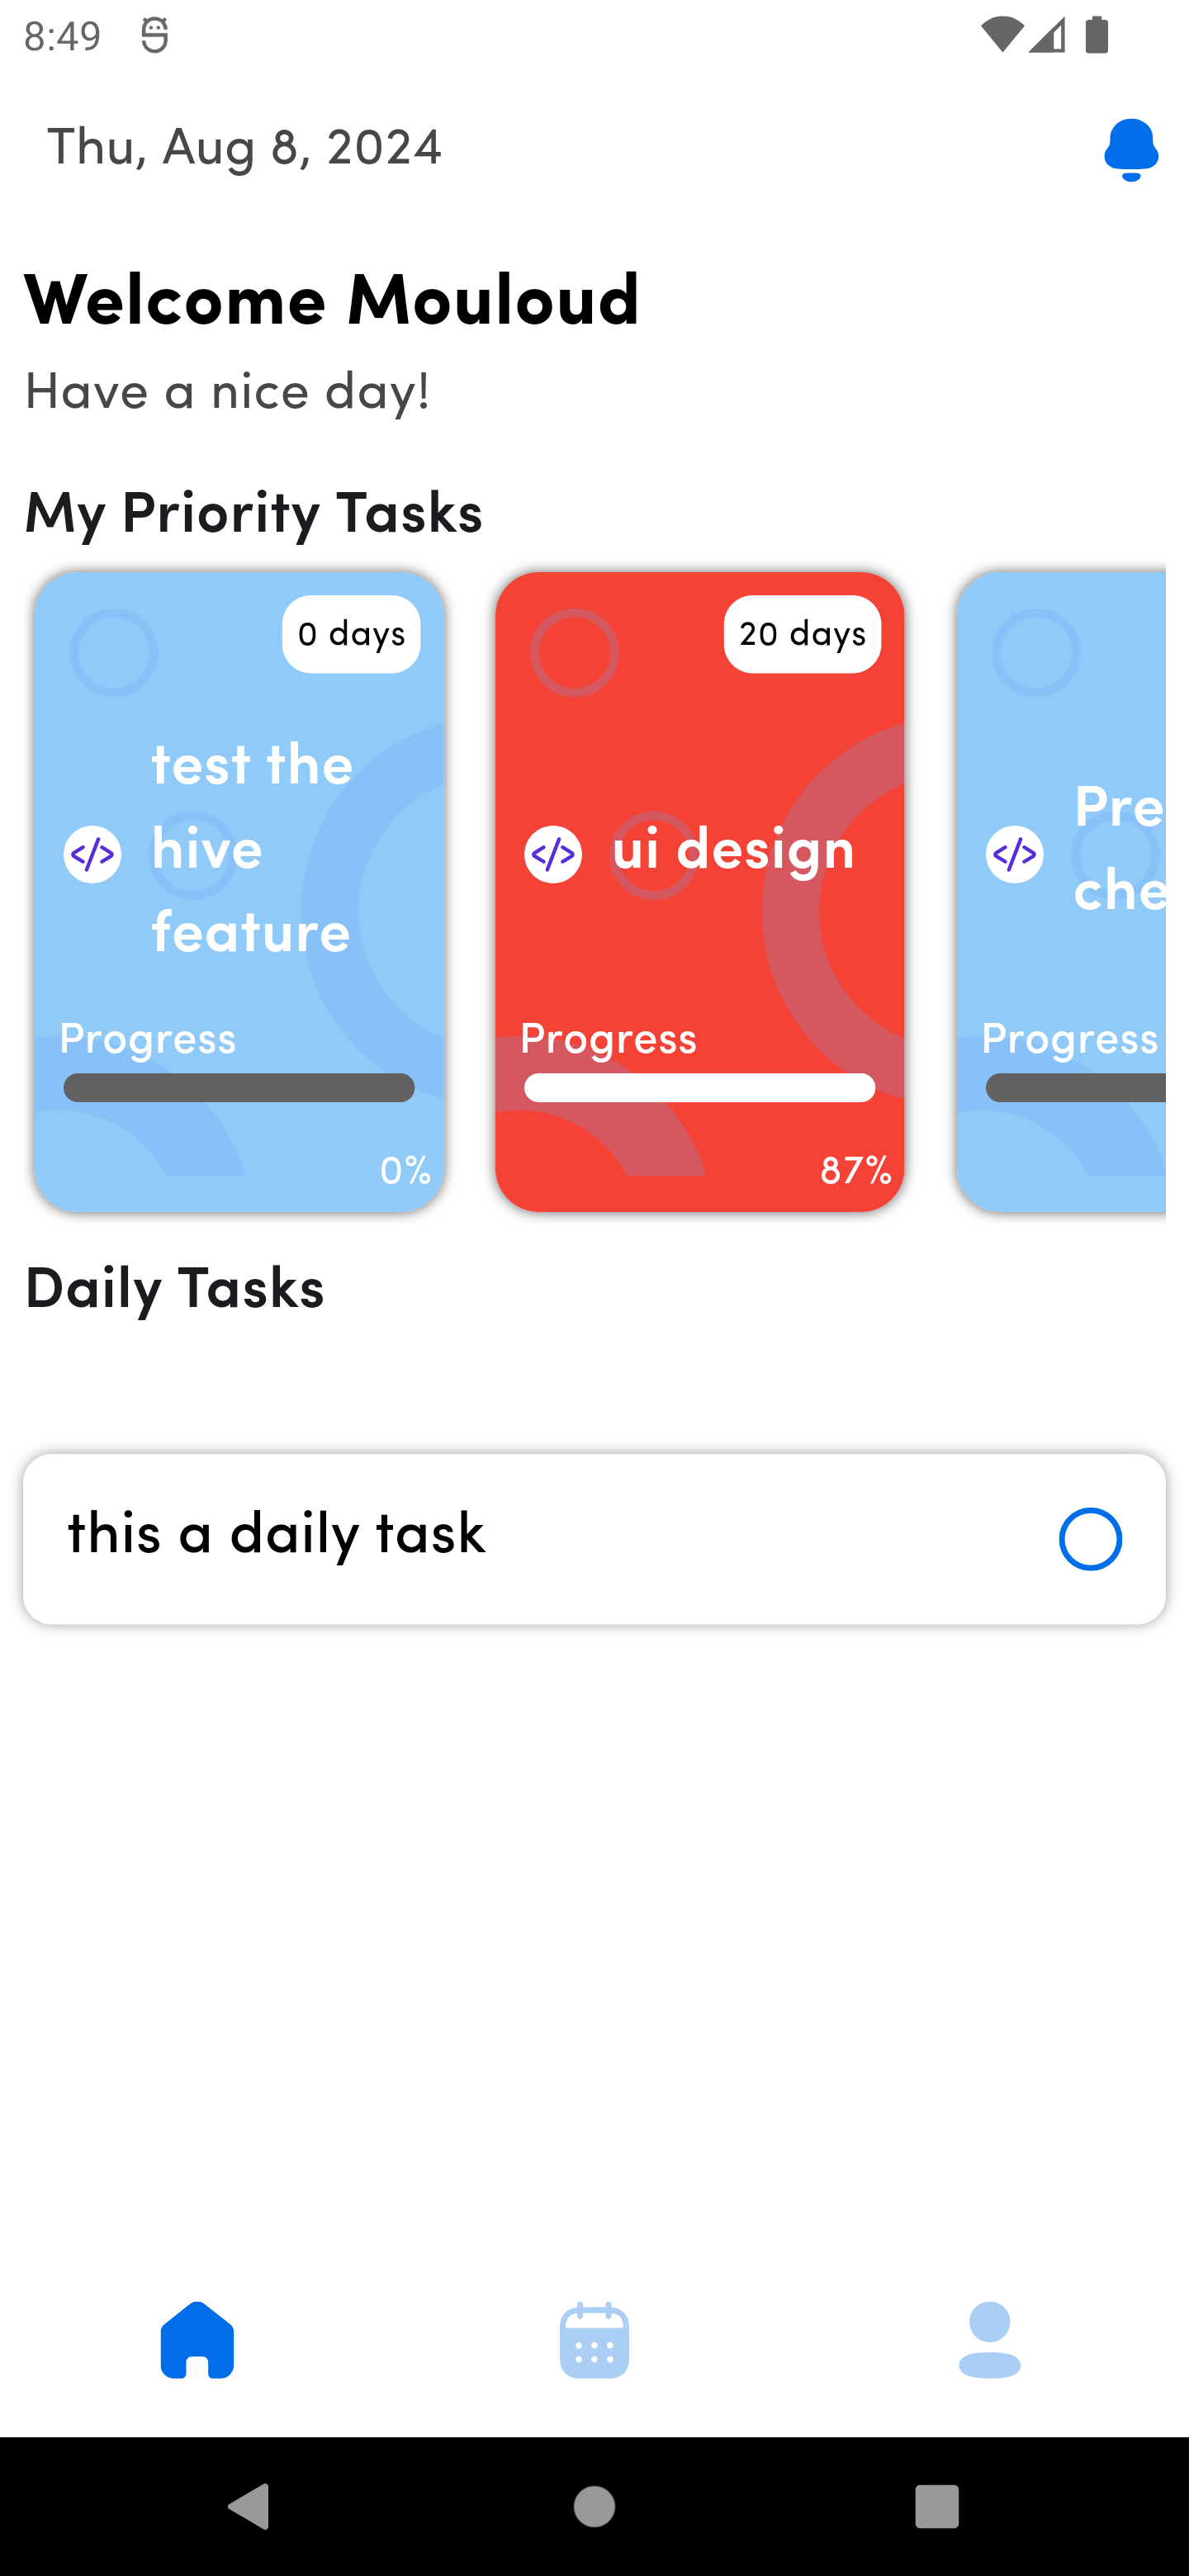 8:49
Thu, Aug 8, 2024
Welcome Mouloud
Have a nice day!
My Priority Tasks
0 days
test the
hive
feature
Progress
0%
20 days
</> ui design
Progress
87%
Pre
che
Progress
Daily Tasks
this a daily task